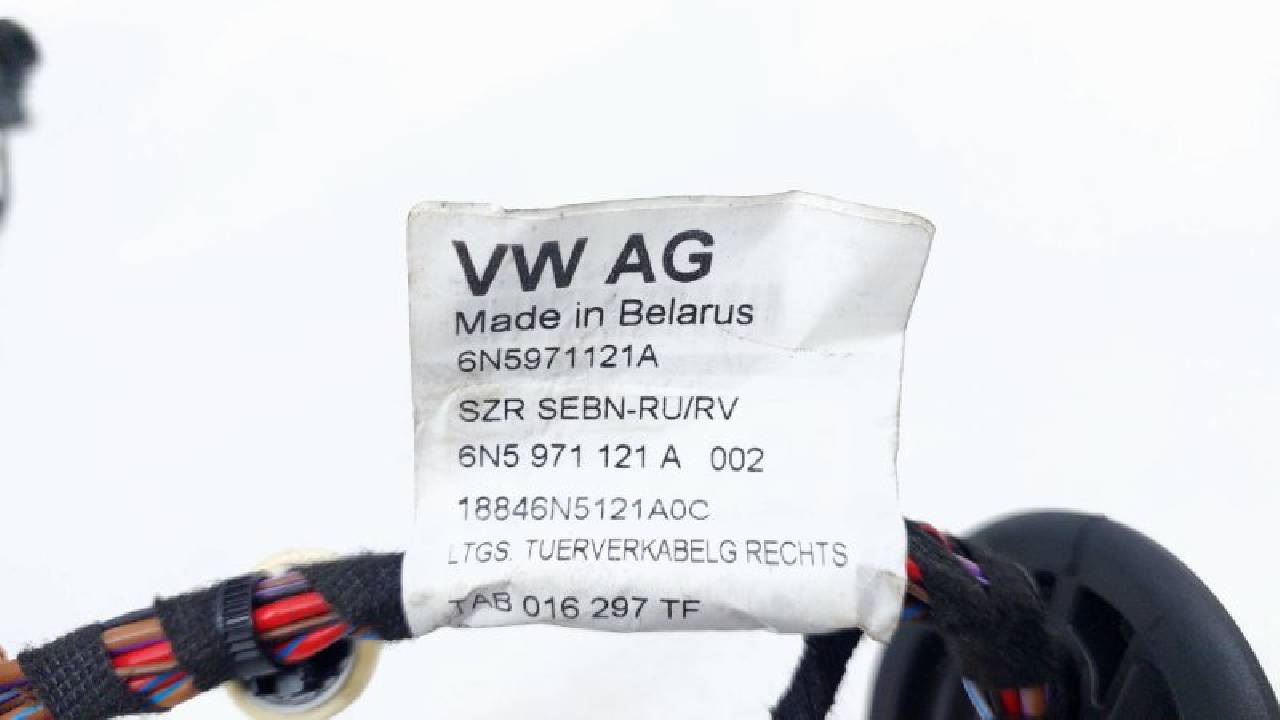 VW AG
Made in Belarus
6N5971121A
SZR SEBN-RU/RV
6N5 971 121 A 002
18846N5121A0C
LTGS. TUERVERKABELG RECHTS
TAB 016 297 TF